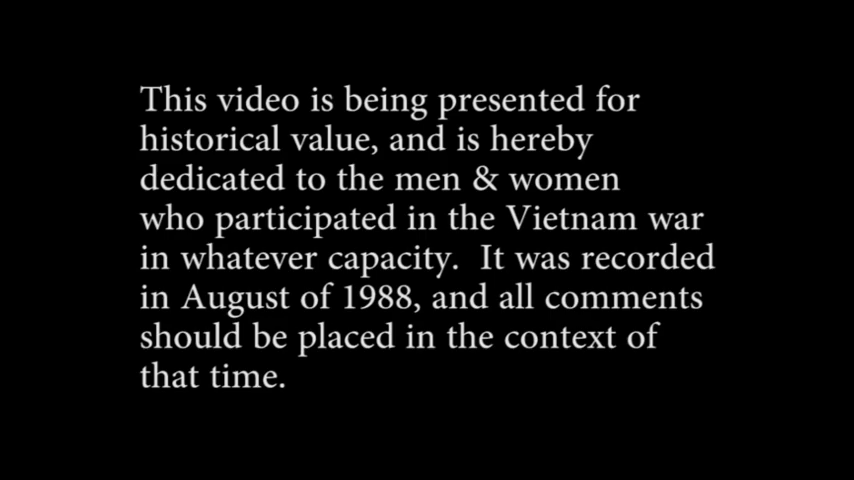 This video is being presented for
historical value, and is hereby
dedicated to the men & women
who participated in the Vietnam war
in whatever capacity.  It was recorded
in August of 1988, and all comments
should be placed in the context of
that time.